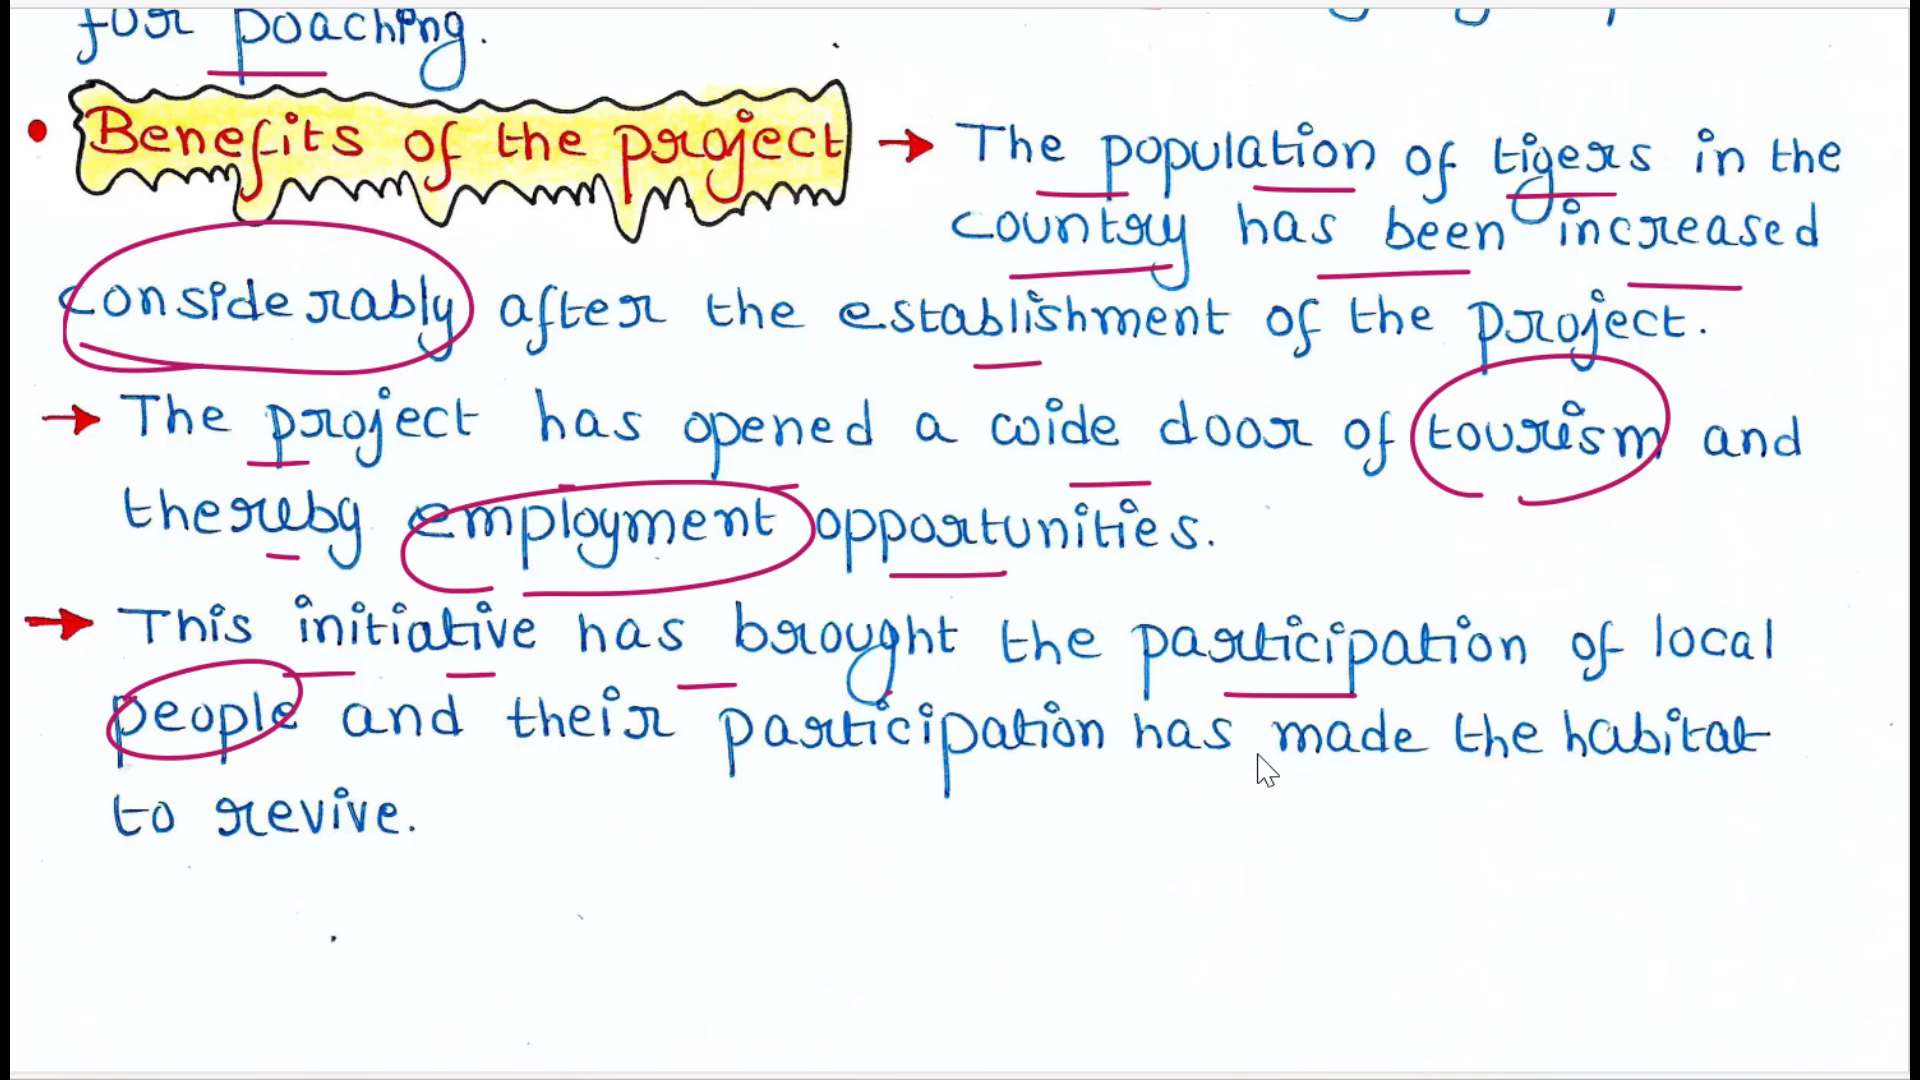 for poaching.
• Benefits of the project → The population of tigers in the
country has been increased
considerably after the establishment of the project.
→ The project has opened a wide door of tourism and
thereby employment opportunities.
→ This initiative has brought the participation of local
people and their participation has made the habitat
to revive.